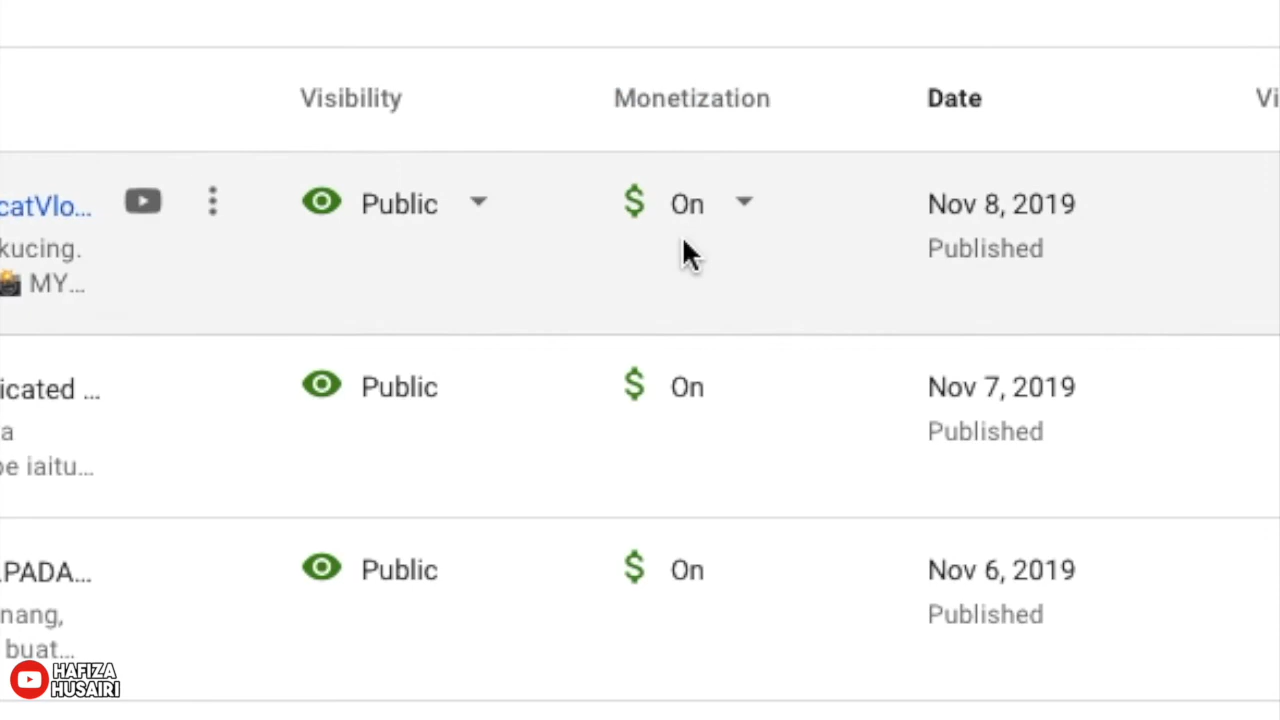 Visibility Monetization Date Vi
catVlo... Public On Nov 8, 2019
kucing. Published
MY...
icated ... Public On Nov 7, 2019
a Published
pe iaitu...
.PADA... Public On Nov 6, 2019
nang, Published
buat...
HAFIZA
HUSAIRI